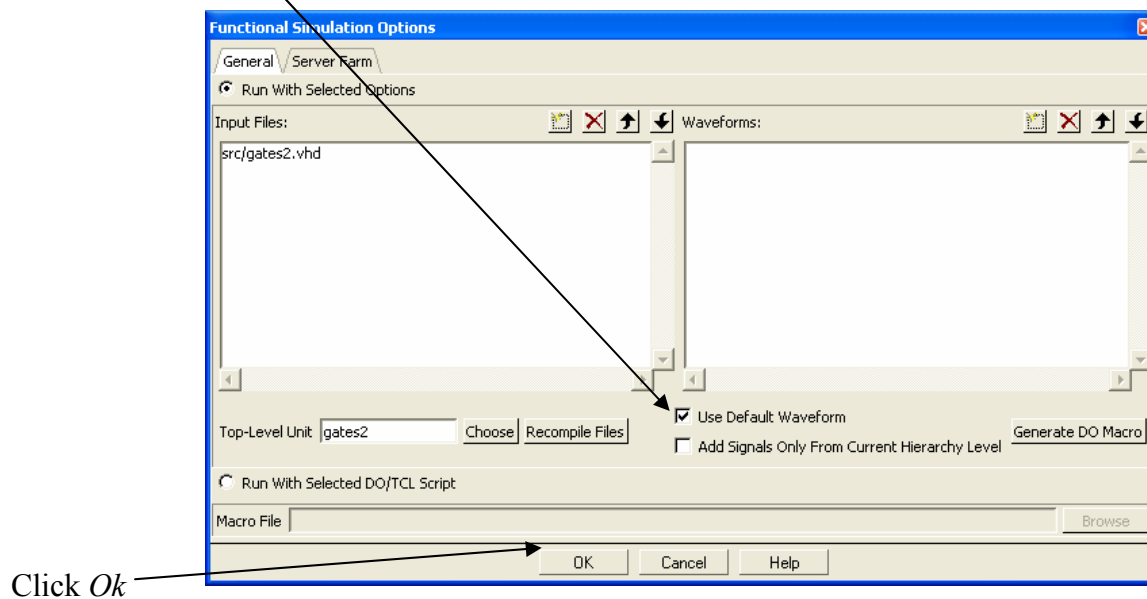 Functional Simulation Options
General Server Farm
Run With Selected Options
Input Files: Waveforms:
src/gates2.vhd
Use Default Waveform
Top-Level Unit gates2 Choose Recompile Files Generate DO Macro
Add Signals Only From Current Hierarchy Level
Run With Selected DO/TCL Script
Macro File Browse
OK Cancel Help
Click Ok